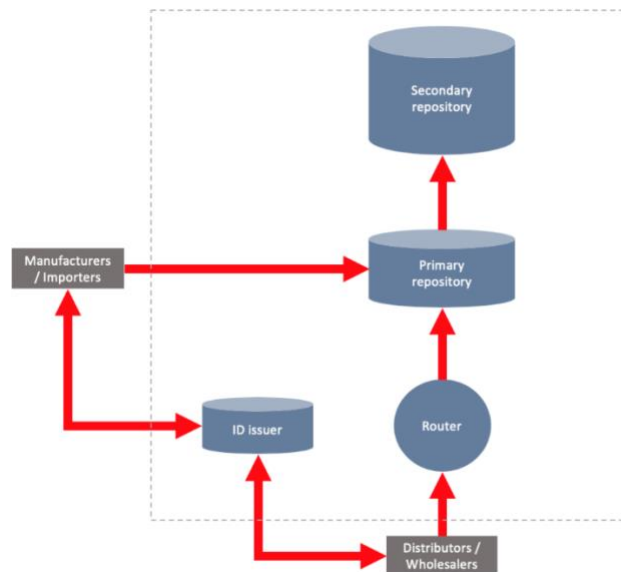 Secondary
repository
Manufacturers
/ Importers
Primary
repository
ID issuer
Router
Distributors /
Wholesalers